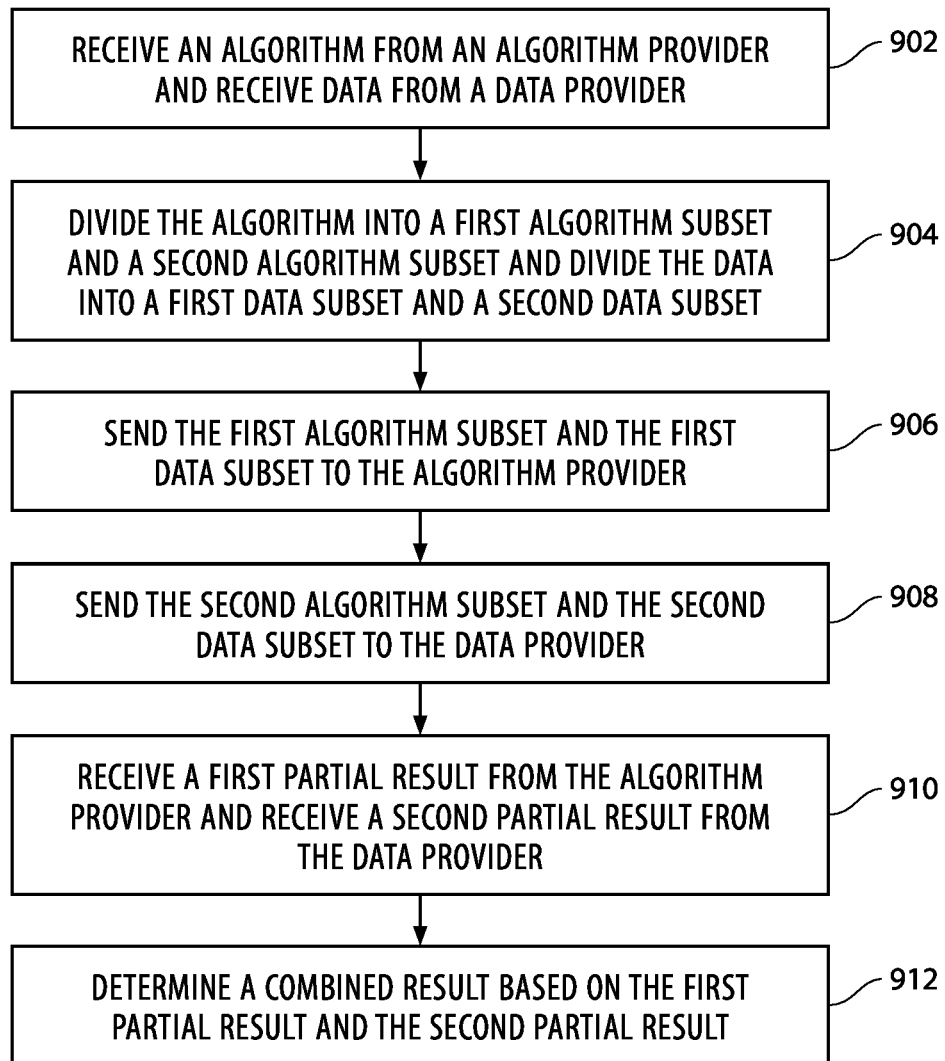 RECEIVE AN ALGORITHM FROM AN ALGORITHM PROVIDER
AND RECEIVE DATA FROM A DATA PROVIDER
902
DIVIDE THE ALGORITHM INTO A FIRST ALGORITHM SUBSET
AND A SECOND ALGORITHM SUBSET AND DIVIDE THE DATA
INTO A FIRST DATA SUBSET AND A SECOND DATA SUBSET
904
SEND THE FIRST ALGORITHM SUBSET AND THE FIRST
DATA SUBSET TO THE ALGORITHM PROVIDER
906
SEND THE SECOND ALGORITHM SUBSET AND THE SECOND
DATA SUBSET TO THE DATA PROVIDER
908
RECEIVE A FIRST PARTIAL RESULT FROM THE ALGORITHM
PROVIDER AND RECEIVE A SECOND PARTIAL RESULT FROM
THE DATA PROVIDER
910
DETERMINE A COMBINED RESULT BASED ON THE FIRST
PARTIAL RESULT AND THE SECOND PARTIAL RESULT
912